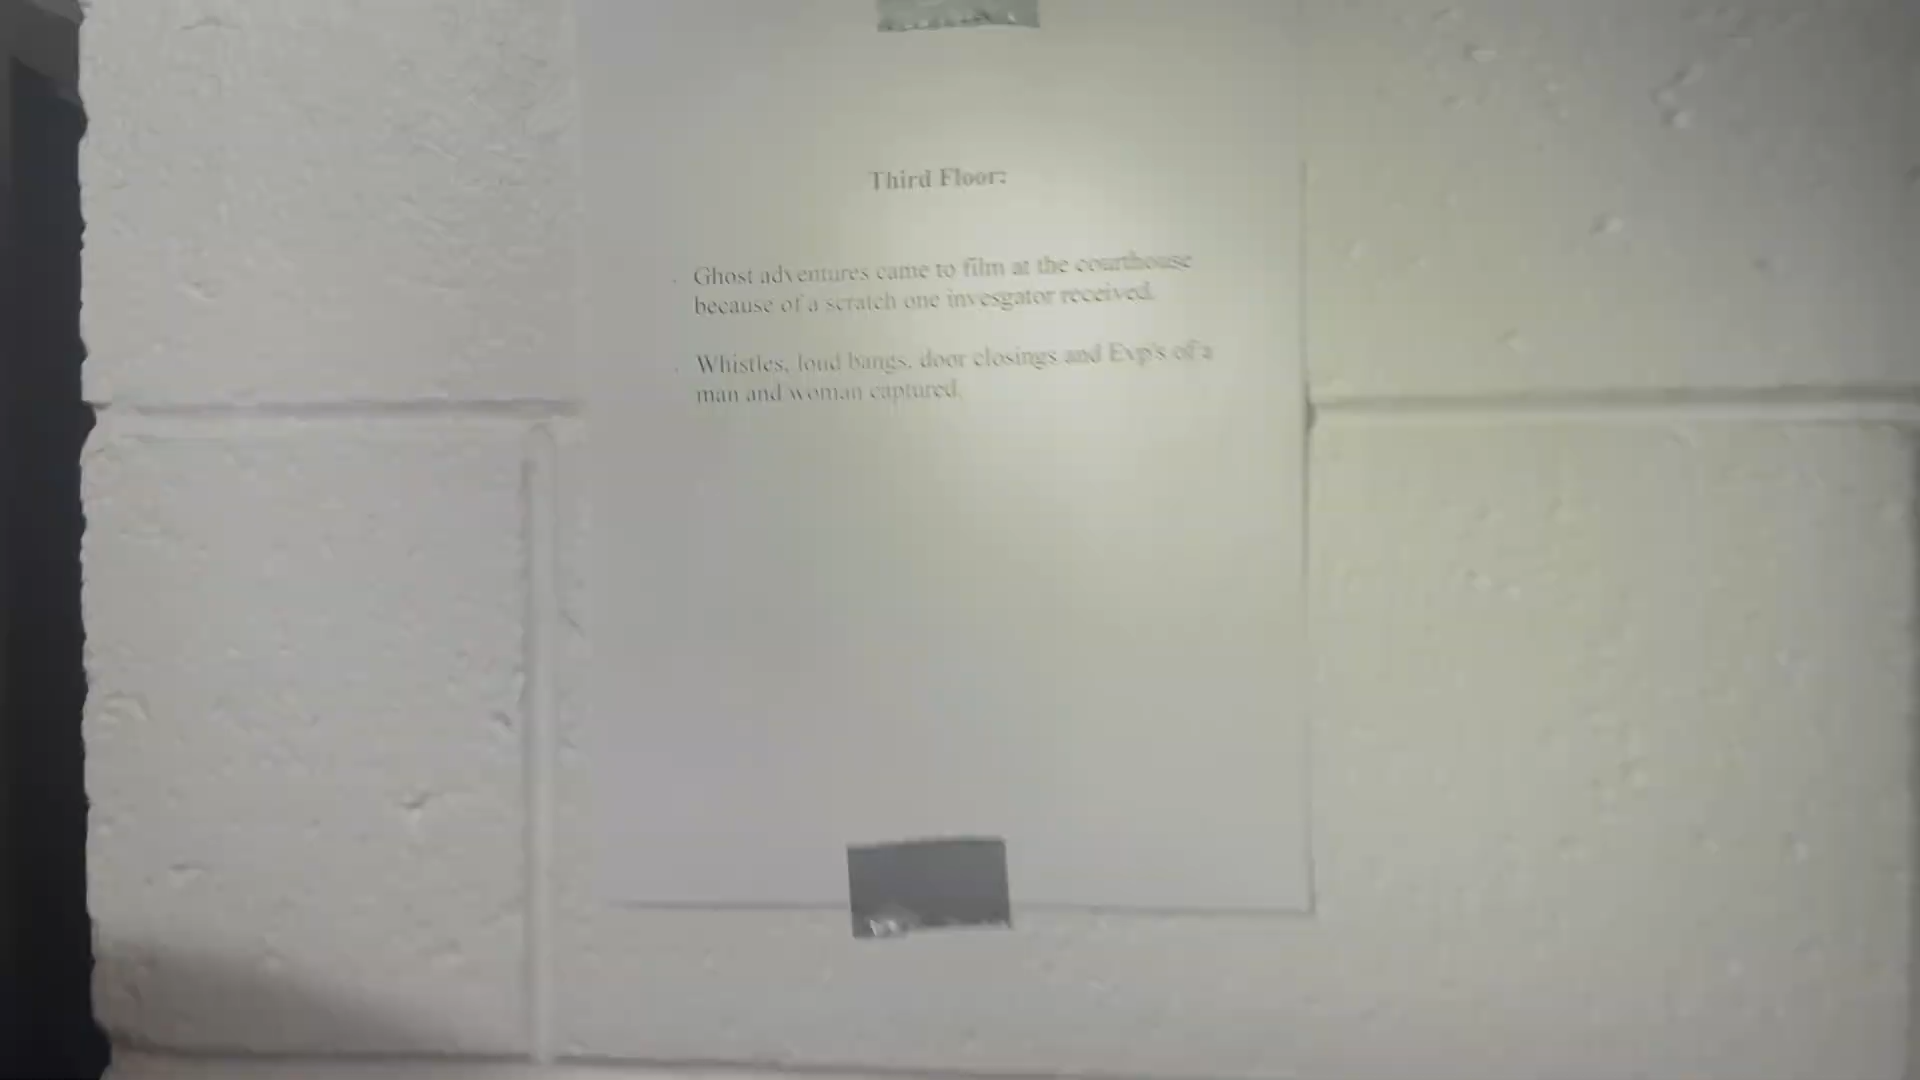 Third Floor:
· Ghost adventures came to film at the courthouse
because of a scratch one invesgator received.
· Whistles, loud bangs, door closings and Evp's of a
man and woman captured.